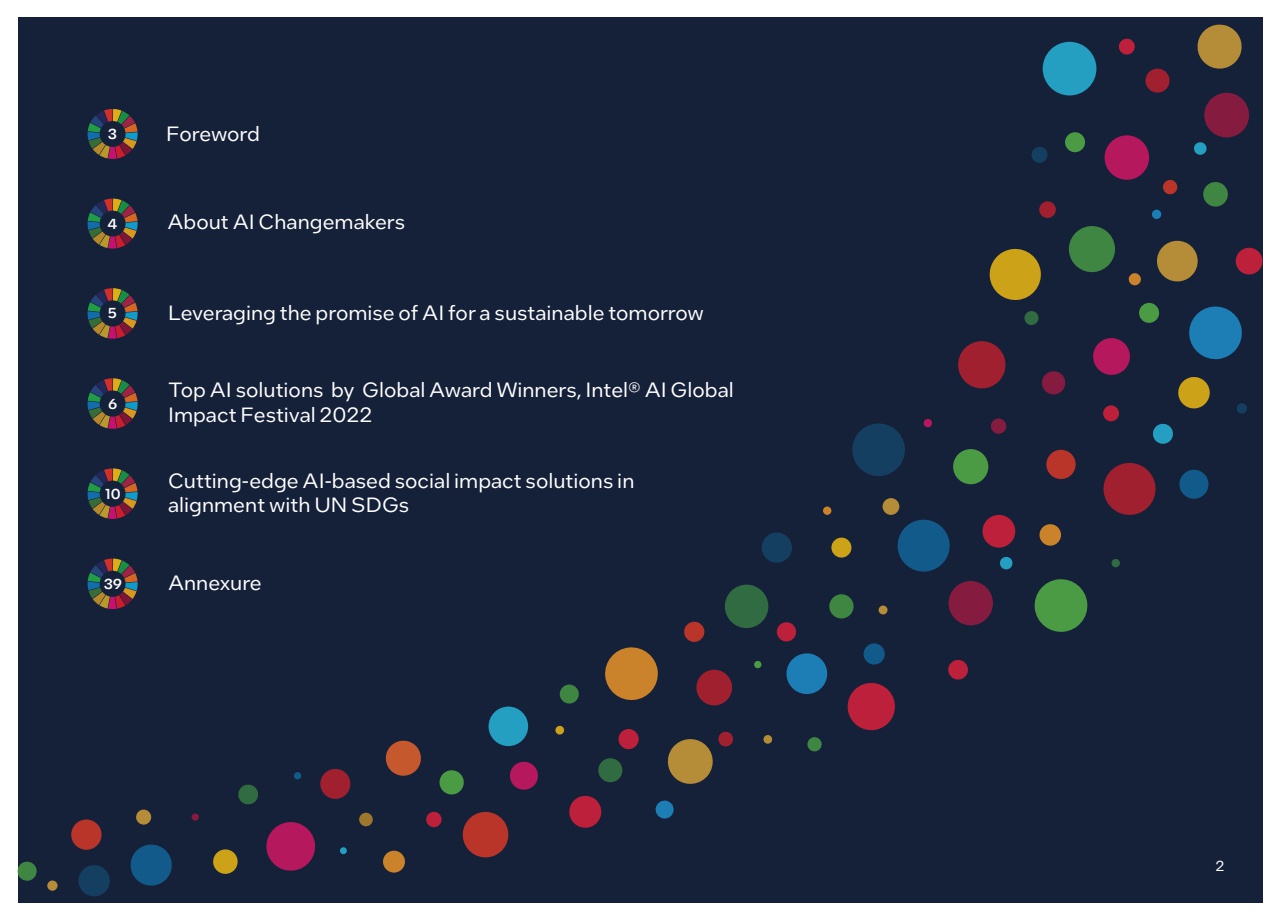 3 Foreword
4 About AI Changemakers
5 Leveraging the promise of AI for a sustainable tomorrow
6 Top AI solutions by Global Award Winners, Intel® AI Global
Impact Festival 2022
10 Cutting-edge AI-based social impact solutions in
alignment with UN SDGs
39 Annexure
2